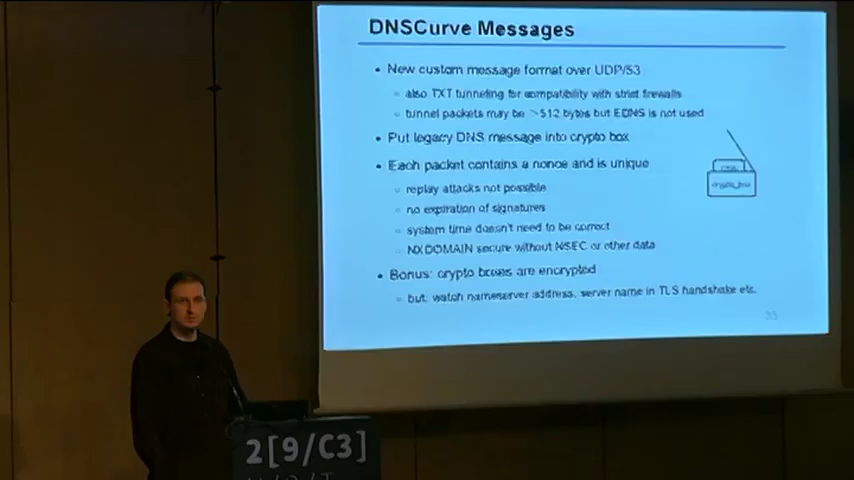 DNSCurve Messages
• New custom message format over UDP/53
◦ also TXT tunneling for compatibility with strict firewalls
◦ tunnel packets may be >512 bytes but EDNS is not used
• Put legacy DNS message into crypto box
• Each packet contains a nonce and is unique
◦ replay attacks not possible
◦ no expiration of signatures
◦ system time doesn't need to be correct
◦ NXDOMAIN secure without NSEC or other data
• Bonus: crypto boxes are encrypted
◦ but: watch nameserver address, server name in TLS handshake etc.
crypto_box
2[9/C3]